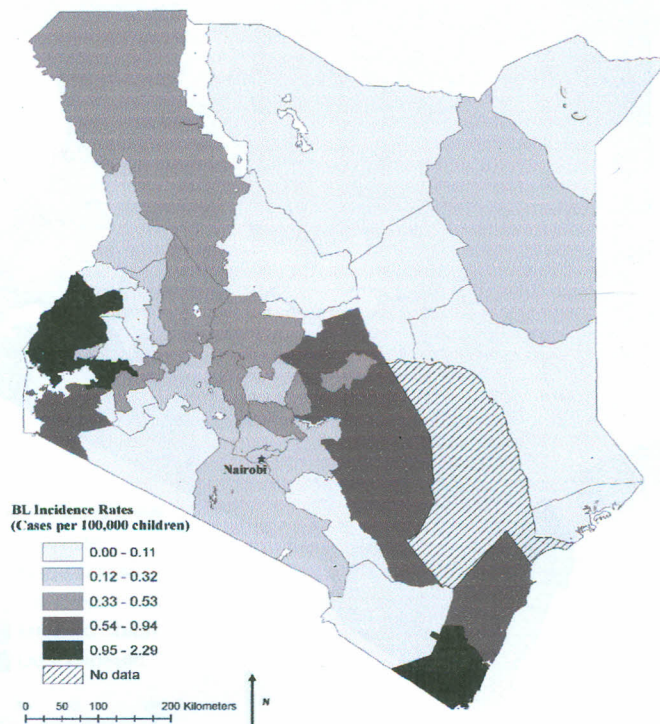 Nairobi
BL Incidence Rates
(Cases per 100,000 children)
0.00 - 0.11
0.12 - 0.32
0.33 - 0.53
0.54 - 0.94
0.95 - 2.29
No data
0 50 100 200 Kilometers
N